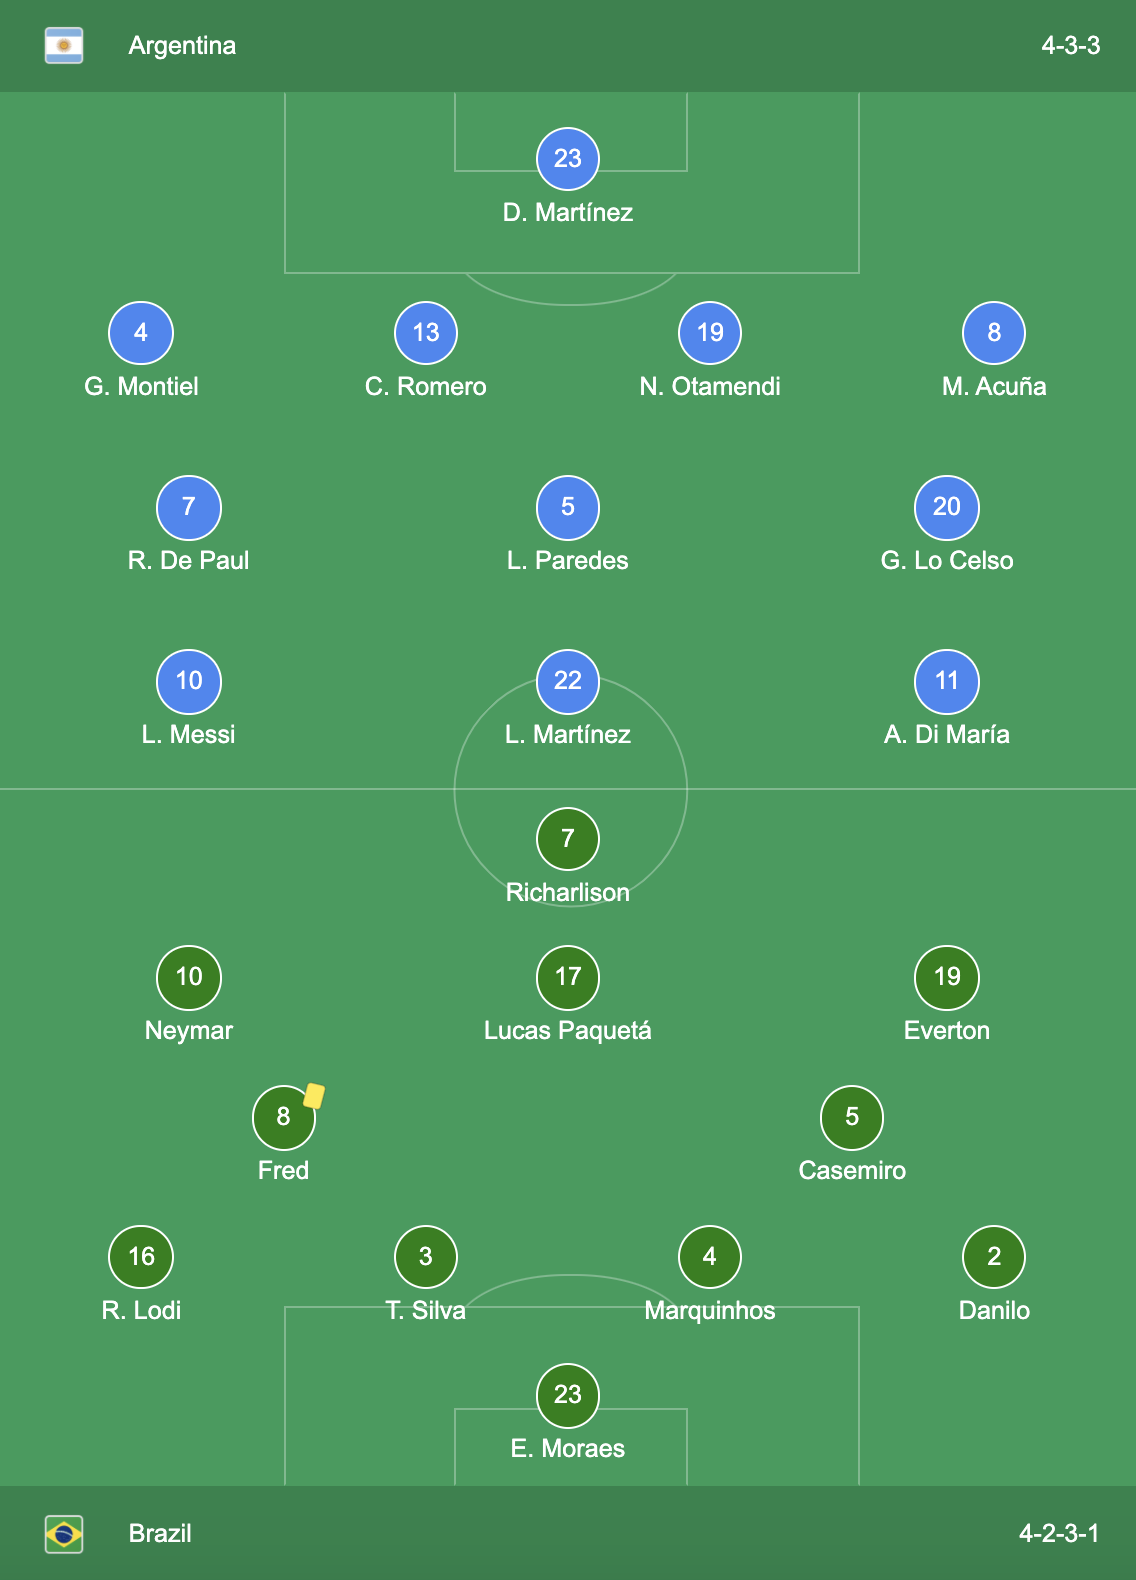 Argentina 4-3-3
23
D. Martínez
4 13 19 8
G. Montiel C. Romero N. Otamendi M. Acuña
7 5 20
R. De Paul L. Paredes G. Lo Celso
10 22 11
L. Messi L. Martínez A. Di María
7
Richarlison
10 17 19
Neymar Lucas Paquetá Everton
8 5
Fred Casemiro
16 3 4 2
R. Lodi T. Silva Marquinhos Danilo
23
E. Moraes
Brazil 4-2-3-1